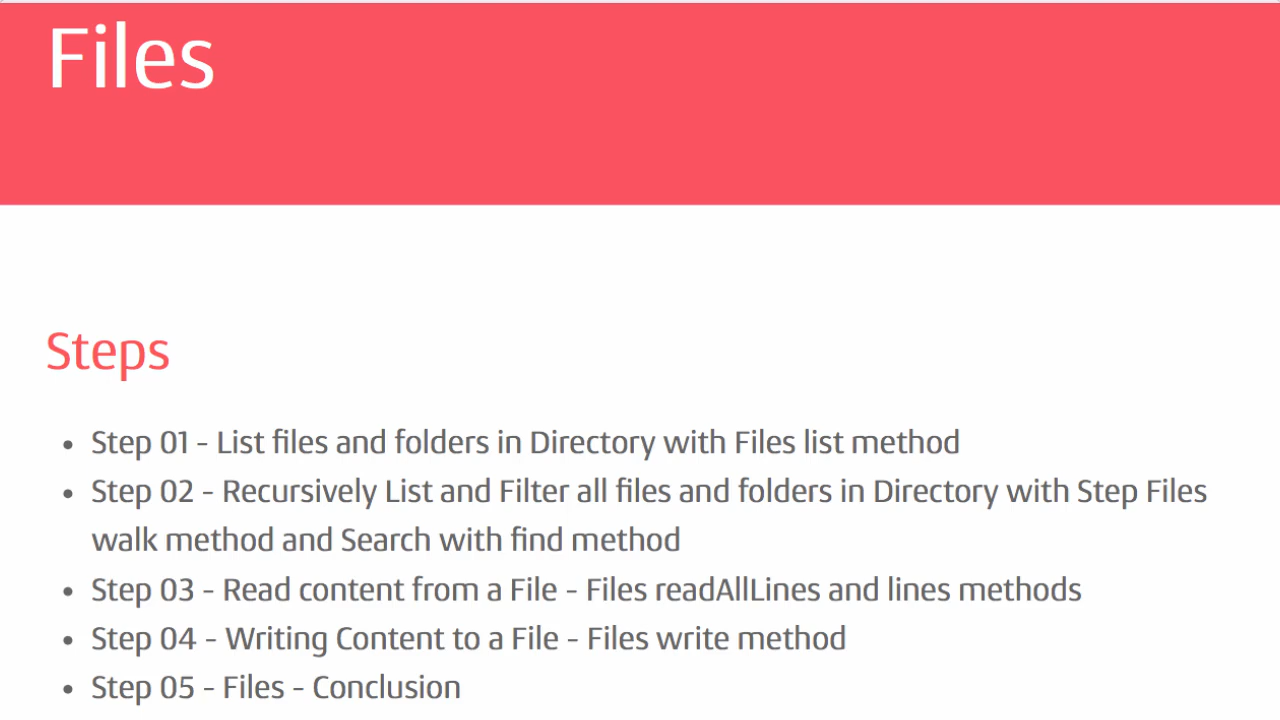 Files
Steps
• Step 01 - List files and folders in Directory with Files list method
• Step 02 - Recursively List and Filter all files and folders in Directory with Step Files
walk method and Search with find method
• Step 03 - Read content from a File - Files readAllLines and lines methods
• Step 04 - Writing Content to a File - Files write method
• Step 05 - Files - Conclusion